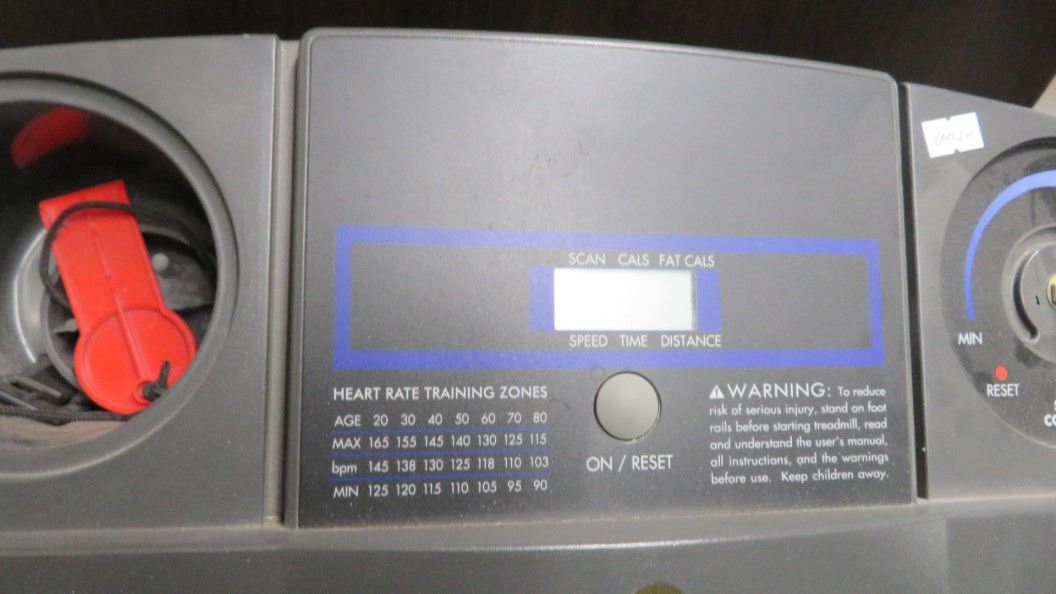 SCAN CALS FAT CALS
SPEED TIME DISTANCE
HEART RATE TRAINING ZONES
AGE 20 30 40 50 60 70 80
MAX 165 155 145 140 130 125 115
bpm 145 138 130 125 118 110 103
MIN 125 120 115 110 105 95 90
ON / RESET
⚠WARNING: To reduce
risk of serious injury, stand on foot
rails before starting treadmill, read
and understand the user's manual,
all instructions, and the warnings
before use. Keep children away.
MIN
RESET